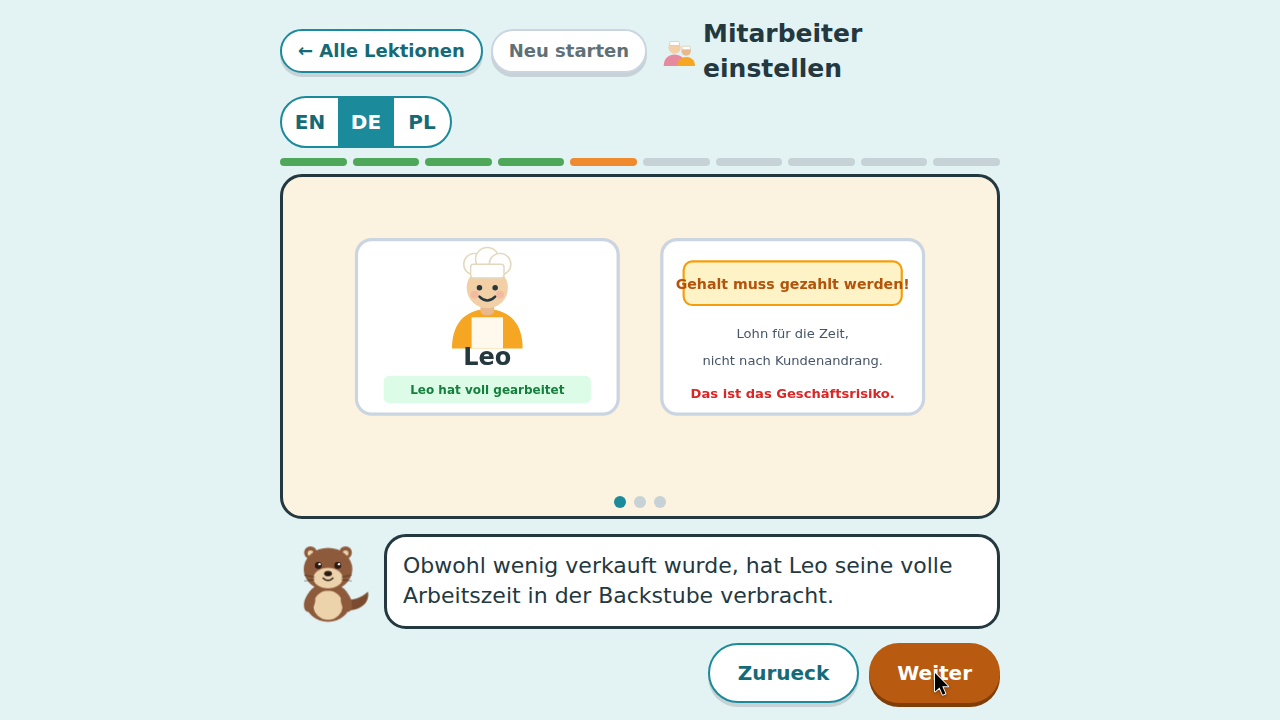 ← Alle Lektionen
Neu starten
Mitarbeiter
einstellen
EN
DE
PL
Leo
Leo hat voll gearbeitet
Gehalt muss gezahlt werden!
Lohn für die Zeit,
nicht nach Kundenandrang.
Das ist das Geschäftsrisiko.
Obwohl wenig verkauft wurde, hat Leo seine volle
Arbeitszeit in der Backstube verbracht.
Zurueck
Weiter